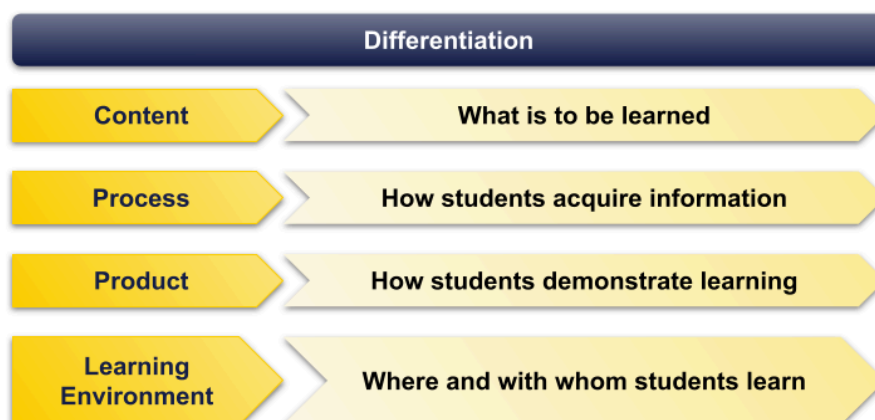 Differentiation
Content
What is to be learned
Process
How students acquire information
Product
How students demonstrate learning
Learning
Environment
Where and with whom students learn